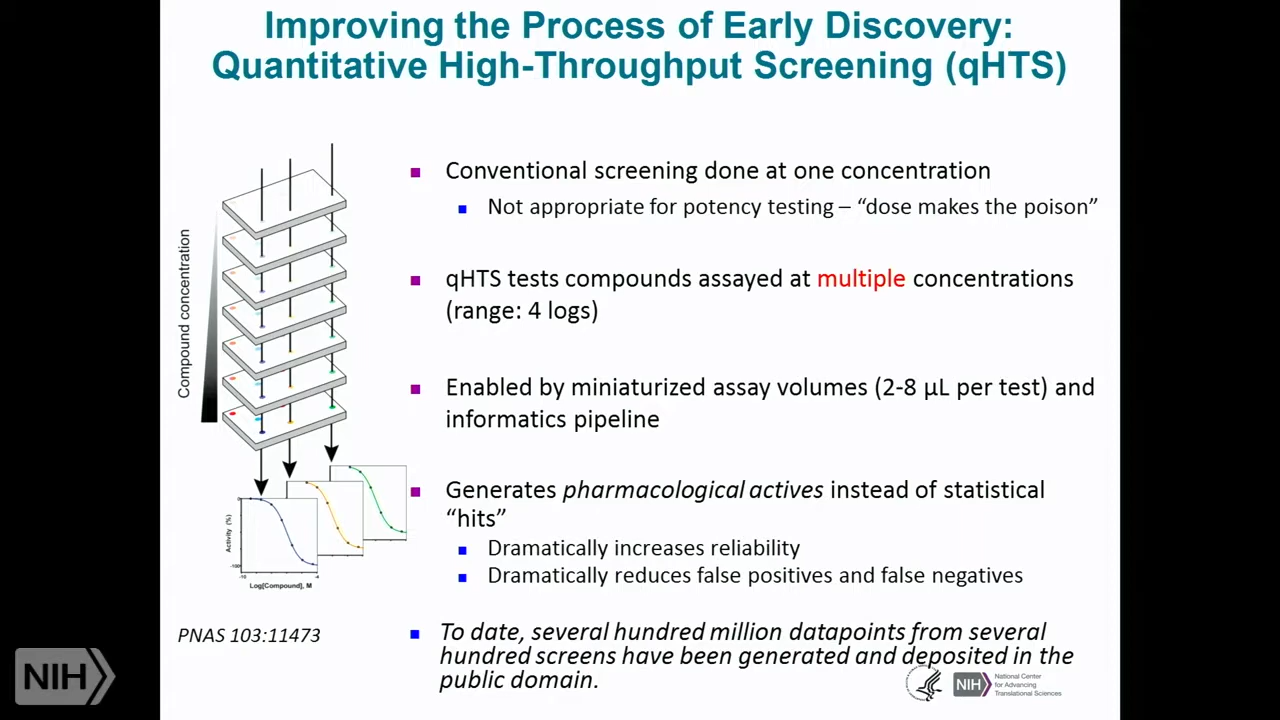 Improving the Process of Early Discovery:
Quantitative High-Throughput Screening (qHTS)
Compound concentration
■ Conventional screening done at one concentration
■ Not appropriate for potency testing – “dose makes the poison”
■ qHTS tests compounds assayed at multiple concentrations
(range: 4 logs)
■ Enabled by miniaturized assay volumes (2-8 µL per test) and
informatics pipeline
■ Generates pharmacological actives instead of statistical
“hits”
■ Dramatically increases reliability
■ Dramatically reduces false positives and false negatives
Activity (%)
0
-100
-10
-4
Log[Compound], M
PNAS 103:11473
■ To date, several hundred million datapoints from several
hundred screens have been generated and deposited in the
public domain.
NIH
NIH
National Center
for Advancing
Translational Sciences